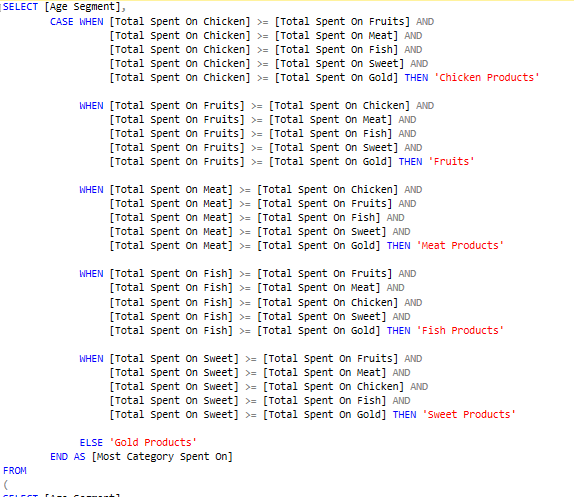 SELECT [Age Segment],
CASE WHEN [Total Spent On Chicken] >= [Total Spent On Fruits] AND
[Total Spent On Chicken] >= [Total Spent On Meat] AND
[Total Spent On Chicken] >= [Total Spent On Fish] AND
[Total Spent On Chicken] >= [Total Spent On Sweet] AND
[Total Spent On Chicken] >= [Total Spent On Gold] THEN 'Chicken Products'
WHEN [Total Spent On Fruits] >= [Total Spent On Chicken] AND
[Total Spent On Fruits] >= [Total Spent On Meat] AND
[Total Spent On Fruits] >= [Total Spent On Fish] AND
[Total Spent On Fruits] >= [Total Spent On Sweet] AND
[Total Spent On Fruits] >= [Total Spent On Gold] THEN 'Fruits'
WHEN [Total Spent On Meat] >= [Total Spent On Chicken] AND
[Total Spent On Meat] >= [Total Spent On Fruits] AND
[Total Spent On Meat] >= [Total Spent On Fish] AND
[Total Spent On Meat] >= [Total Spent On Sweet] AND
[Total Spent On Meat] >= [Total Spent On Gold] THEN 'Meat Products'
WHEN [Total Spent On Fish] >= [Total Spent On Fruits] AND
[Total Spent On Fish] >= [Total Spent On Meat] AND
[Total Spent On Fish] >= [Total Spent On Chicken] AND
[Total Spent On Fish] >= [Total Spent On Sweet] AND
[Total Spent On Fish] >= [Total Spent On Gold] THEN 'Fish Products'
WHEN [Total Spent On Sweet] >= [Total Spent On Fruits] AND
[Total Spent On Sweet] >= [Total Spent On Meat] AND
[Total Spent On Sweet] >= [Total Spent On Chicken] AND
[Total Spent On Sweet] >= [Total Spent On Fish] AND
[Total Spent On Sweet] >= [Total Spent On Gold] THEN 'Sweet Products'
ELSE 'Gold Products'
END AS [Most Category Spent On]
FROM
(
SELECT [Age Segment]